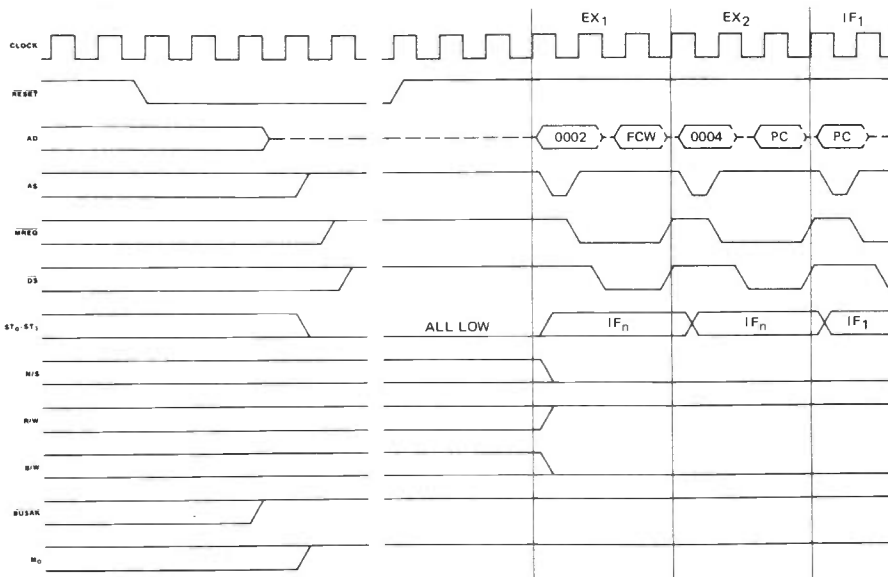 EX1 EX2 IF1
CLOCK
RESET
AD 0002 FCW 0004 PC PC
AS
MREQ
DS
ST0-ST3 ALL LOW IFn IFn IF1
N/S
R/W
B/W
BUSAK
MO